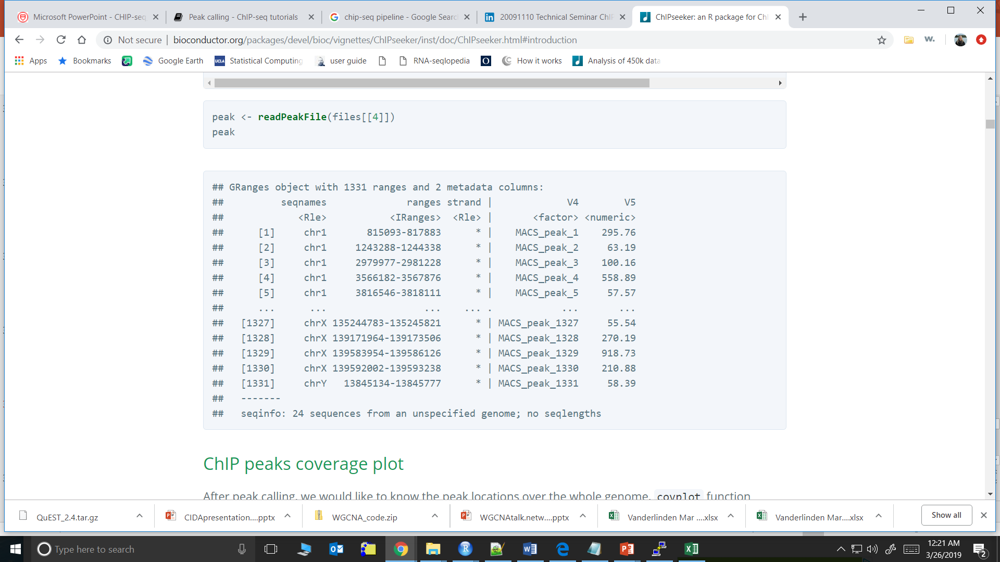 Microsoft PowerPoint - CHIP-seq
Peak calling - ChIP-seq tutorials
chip-seq pipeline - Google Searc
20091110 Technical Seminar ChI
ChIPseeker: an R package for Ch
Not secure | bioconductor.org/packages/devel/bioc/vignettes/ChIPseeker/inst/doc/ChIPseeker.html#introduction
w.
Apps
Bookmarks
Google Earth
UCLA
Statistical Computing
user guide
RNA-seqlopedia
O
How it works
Analysis of 450k data
peak <- readPeakFile(files[[4]])
peak
## GRanges object with 1331 ranges and 2 metadata columns:
## seqnames ranges strand | V4 V5
## <Rle> <IRanges> <Rle> | <factor> <numeric>
## [1] chr1 815093-817883 * | MACS_peak_1 295.76
## [2] chr1 1243288-1244338 * | MACS_peak_2 63.19
## [3] chr1 2979977-2981228 * | MACS_peak_3 100.16
## [4] chr1 3566182-3567876 * | MACS_peak_4 558.89
## [5] chr1 3816546-3818111 * | MACS_peak_5 57.57
## ... ... ... ... . ... ...
## [1327] chrX 135244783-135245821 * | MACS_peak_1327 55.54
## [1328] chrX 139171964-139173506 * | MACS_peak_1328 270.19
## [1329] chrX 139583954-139586126 * | MACS_peak_1329 918.73
## [1330] chrX 139592002-139593238 * | MACS_peak_1330 210.88
## [1331] chrY 13845134-13845777 * | MACS_peak_1331 58.39
## -------
## seqinfo: 24 sequences from an unspecified genome; no seqlengths
ChIP peaks coverage plot
After peak calling, we would like to know the peak locations over the whole genome, covplot function
QuEST_2.4.tar.gz
CIDApresentation....pptx
WGCNA_code.zip
WGCNAtalk.netw....pptx
Vanderlinden Mar ....xlsx
Vanderlinden Mar....xlsx
Show all
Type here to search
12:21 AM
3/26/2019
2